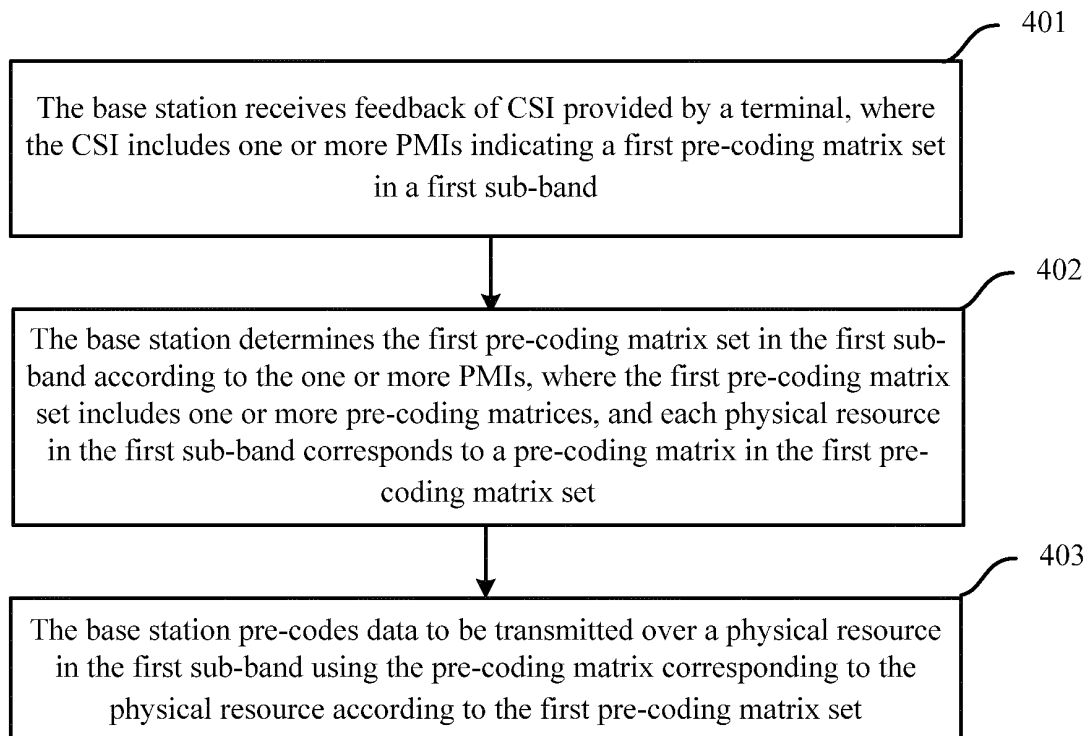 401
The base station receives feedback of CSI provided by a terminal, where
the CSI includes one or more PMIs indicating a first pre-coding matrix set
in a first sub-band
402
The base station determines the first pre-coding matrix set in the first sub-
band according to the one or more PMIs, where the first pre-coding matrix
set includes one or more pre-coding matrices, and each physical resource
in the first sub-band corresponds to a pre-coding matrix in the first pre-
coding matrix set
403
The base station pre-codes data to be transmitted over a physical resource
in the first sub-band using the pre-coding matrix corresponding to the
physical resource according to the first pre-coding matrix set